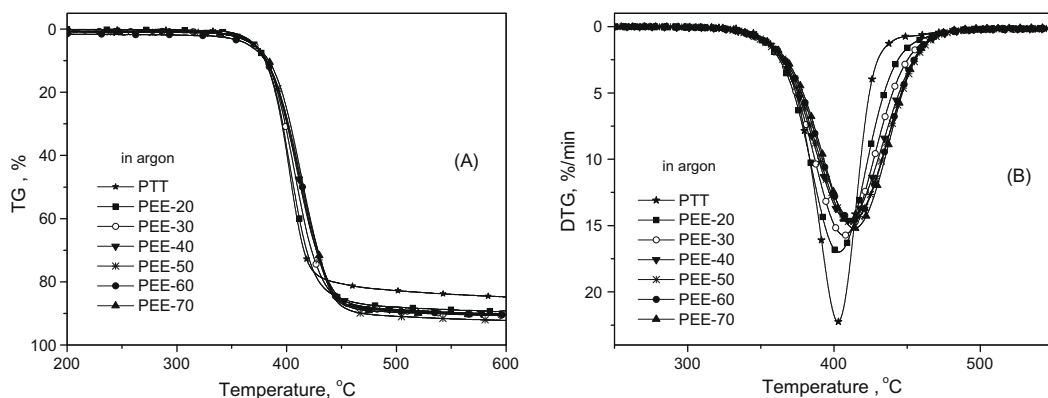 0
20
40
60
80
100
TG , %
200
300
400
500
600
Temperature, °C
in argon
PTT
PEE-20
PEE-30
PEE-40
PEE-50
PEE-60
PEE-70
(A)
0
5
10
15
20
DTG, %/min
300
400
500
Temperature , °C
in argon
PTT
PEE-20
PEE-30
PEE-40
PEE-50
PEE-60
PEE-70
(B)